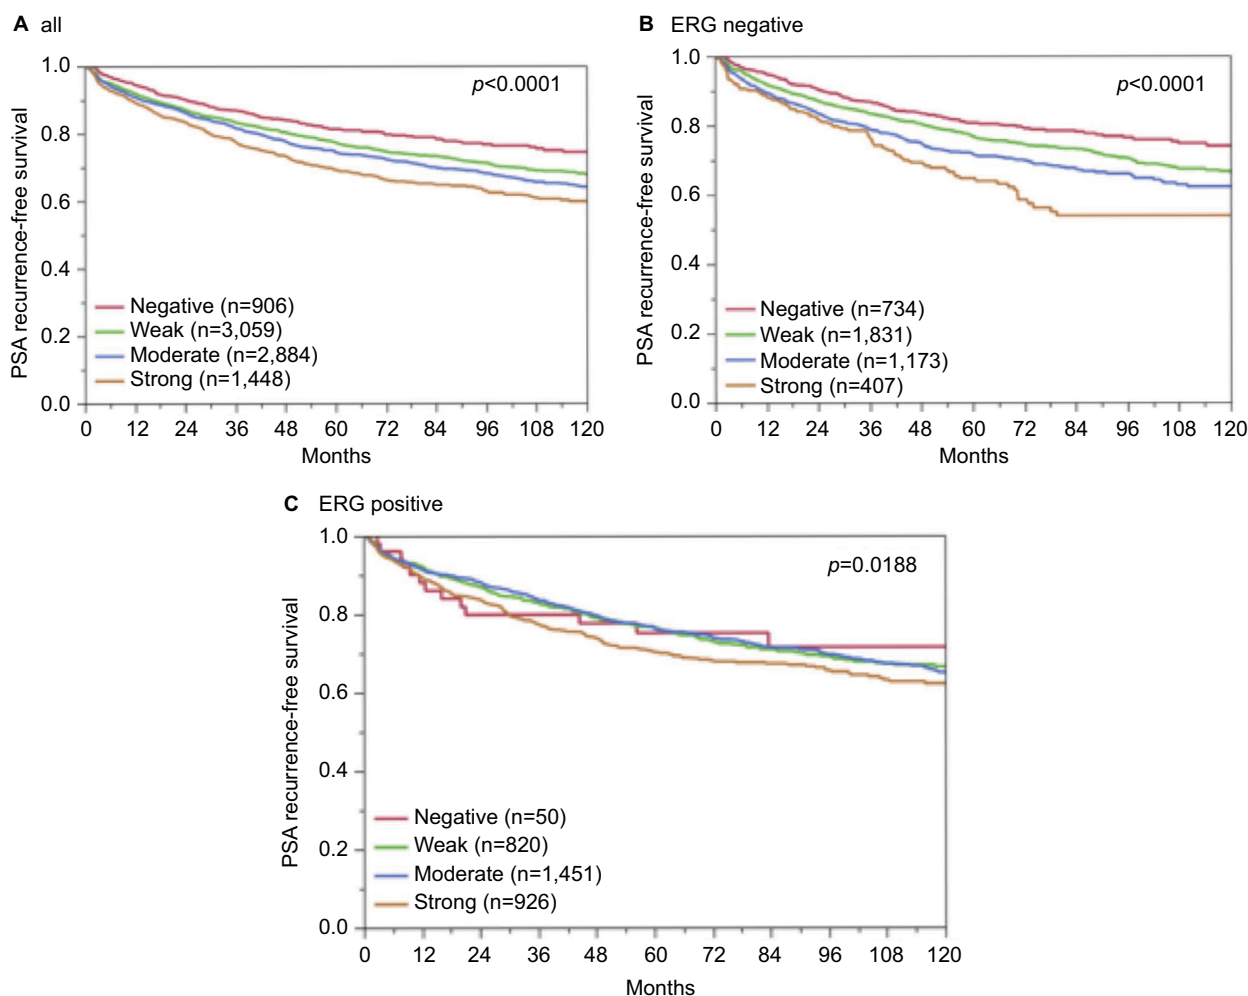 A all
PSA recurrence-free survival
1.0
0.8
0.6
0.4
0.2
0.0
p<0.0001
Negative (n=906)
Weak (n=3,059)
Moderate (n=2,884)
Strong (n=1,448)
0 12 24 36 48 60 72 84 96 108 120
Months
B ERG negative
PSA recurrence-free survival
1.0
0.8
0.6
0.4
0.2
0.0
p<0.0001
Negative (n=734)
Weak (n=1,831)
Moderate (n=1,173)
Strong (n=407)
0 12 24 36 48 60 72 84 96 108 120
Months
C ERG positive
PSA recurrence-free survival
1.0
0.8
0.6
0.4
0.2
0.0
p=0.0188
Negative (n=50)
Weak (n=820)
Moderate (n=1,451)
Strong (n=926)
0 12 24 36 48 60 72 84 96 108 120
Months